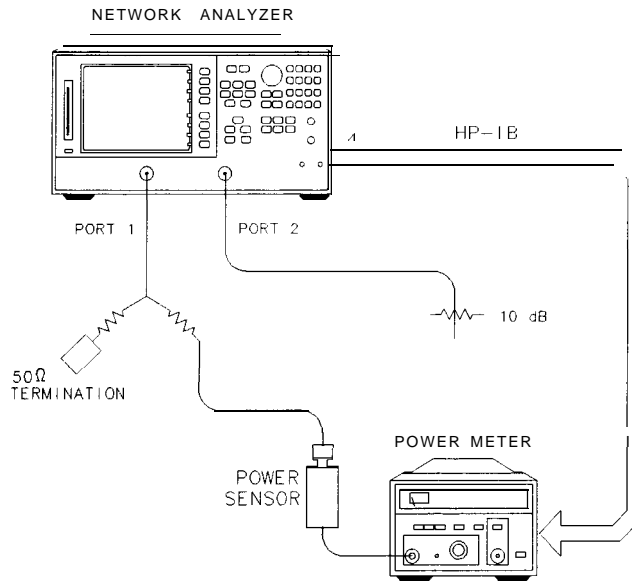 NETWORK ANALYZER
HP-IB
PORT 1
PORT 2
10 dB
50Ω
TERMINATION
POWER METER
POWER
SENSOR